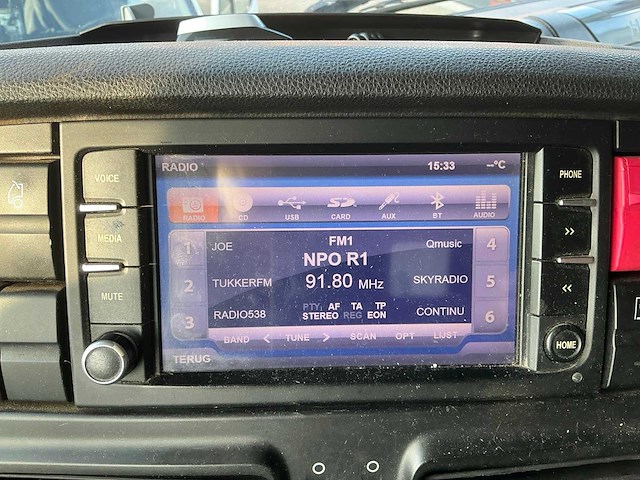 RADIO 15:33 --°C
VOICE
MEDIA
MUTE
RADIO CD USB SD CARD AUX BT AUDIO
1 JOE FM1 Qmusic 4
NPO R1
2 TUKKERFM 91.80 MHz SKYRADIO 5
PTY AF TA TP
3 RADIO538 STEREO REG EON CONTINU 6
BAND < TUNE > SCAN OPT LIJST
TERUG
PHONE
>>
<<
HOME